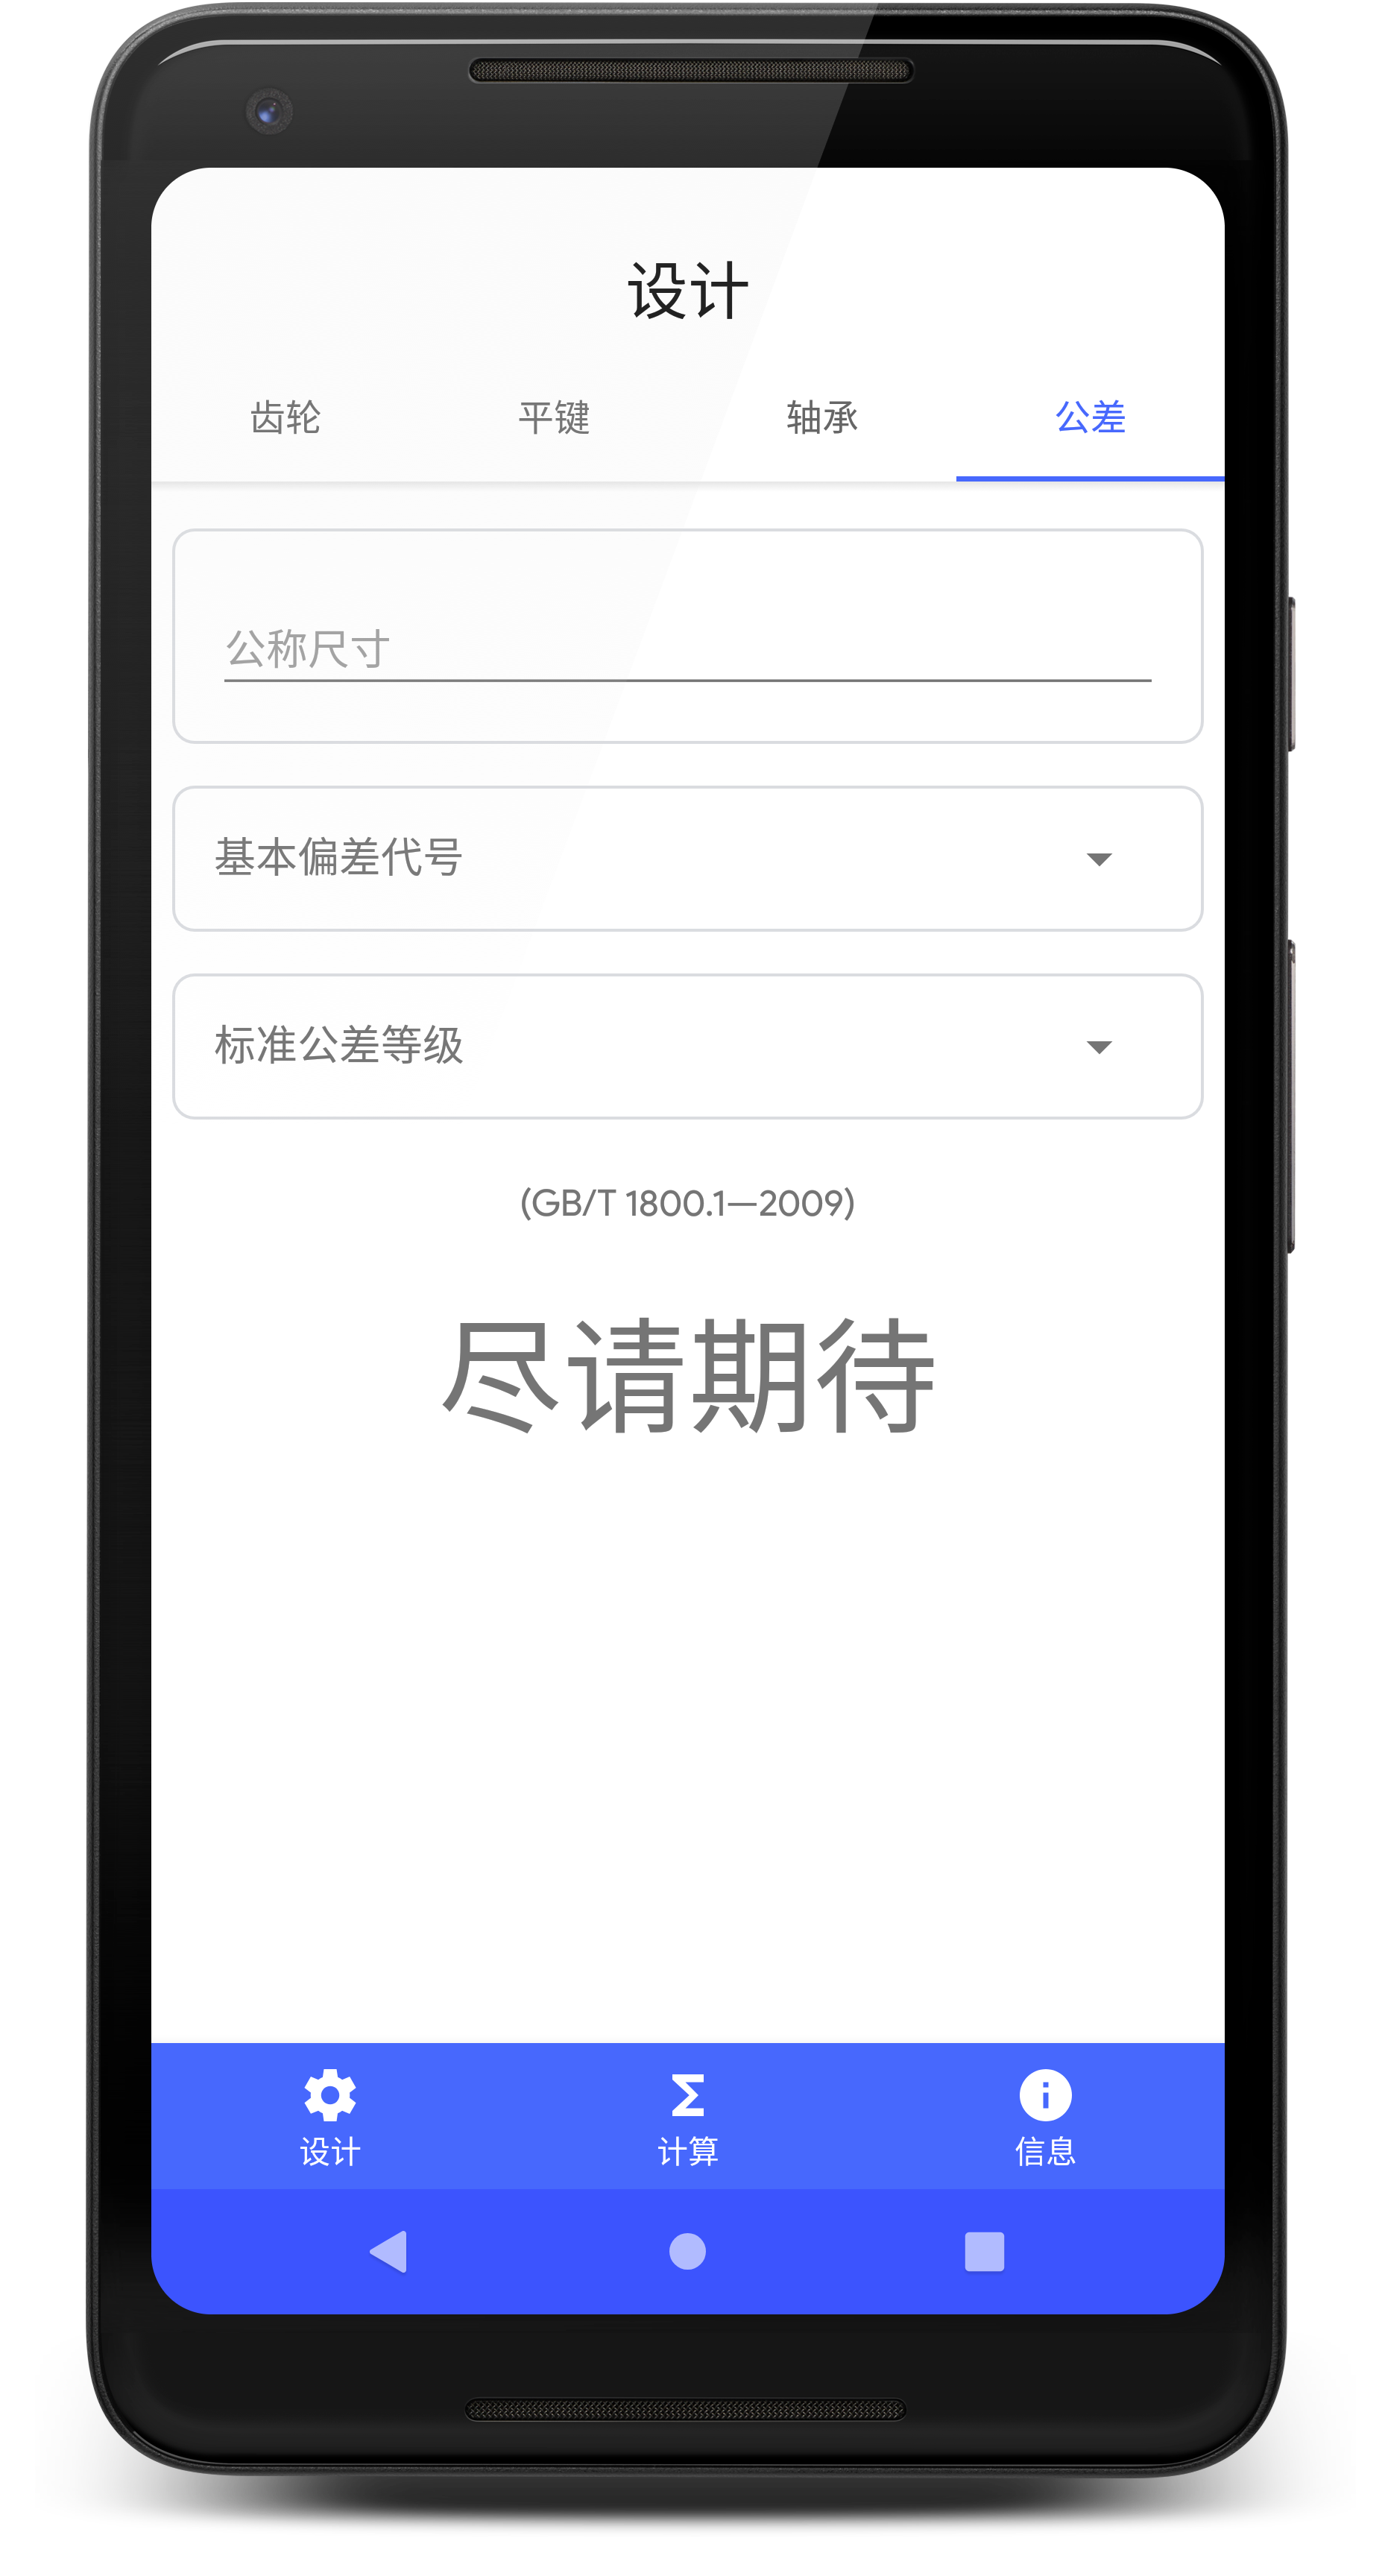 设计
齿轮 平键 轴承 公差
公称尺寸
基本偏差代号
标准公差等级
(GB/T 1800.1—2009)
尽请期待
设计 计算 信息